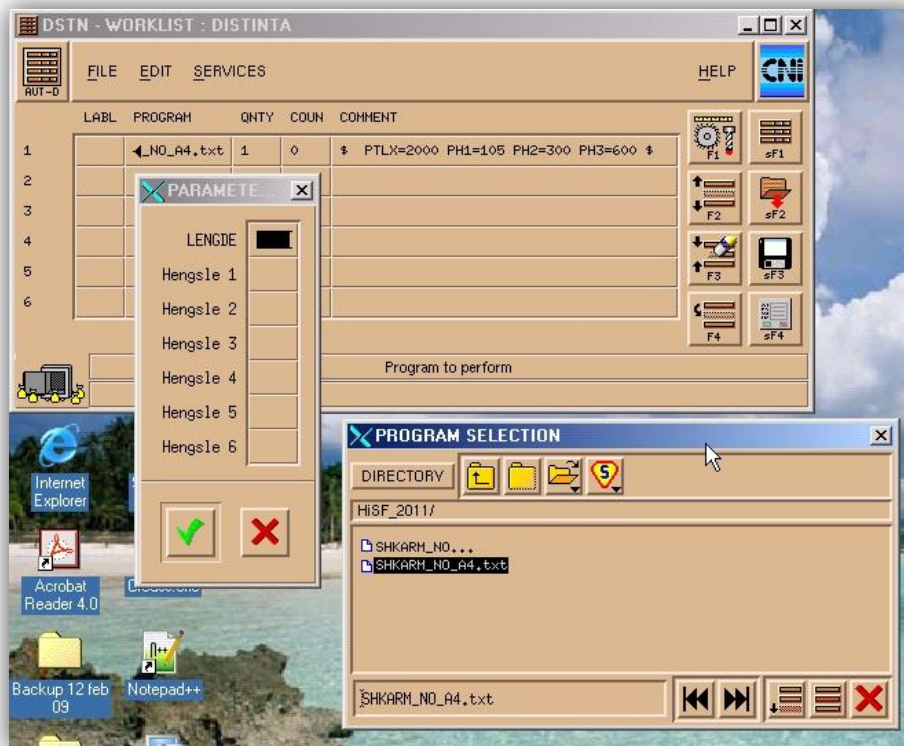 DSTN - WORKLIST : DISTINTA
AUT-D
FILE EDIT SERVICES HELP
CNi
LABL PROGRAM QNTY COUN COMMENT
1 _NO_A4.txt 1 0 $ PTLX=2000 PH1=105 PH2=300 PH3=600 $
2
3
4
5
6
F1 sF1
F2 sF2
F3 sF3
F4 sF4
Program to perform
PARAMETE...
LENGDE
Hengsle 1
Hengsle 2
Hengsle 3
Hengsle 4
Hengsle 5
Hengsle 6
PROGRAM SELECTION
DIRECTORY
S
HiSF_2011/
SHKARM_NO...
SHKARM_NO_A4.txt
SHKARM_NO_A4.txt
Internet
Explorer
Acrobat
Reader 4.0
Backup 12 feb
09
Notepad++